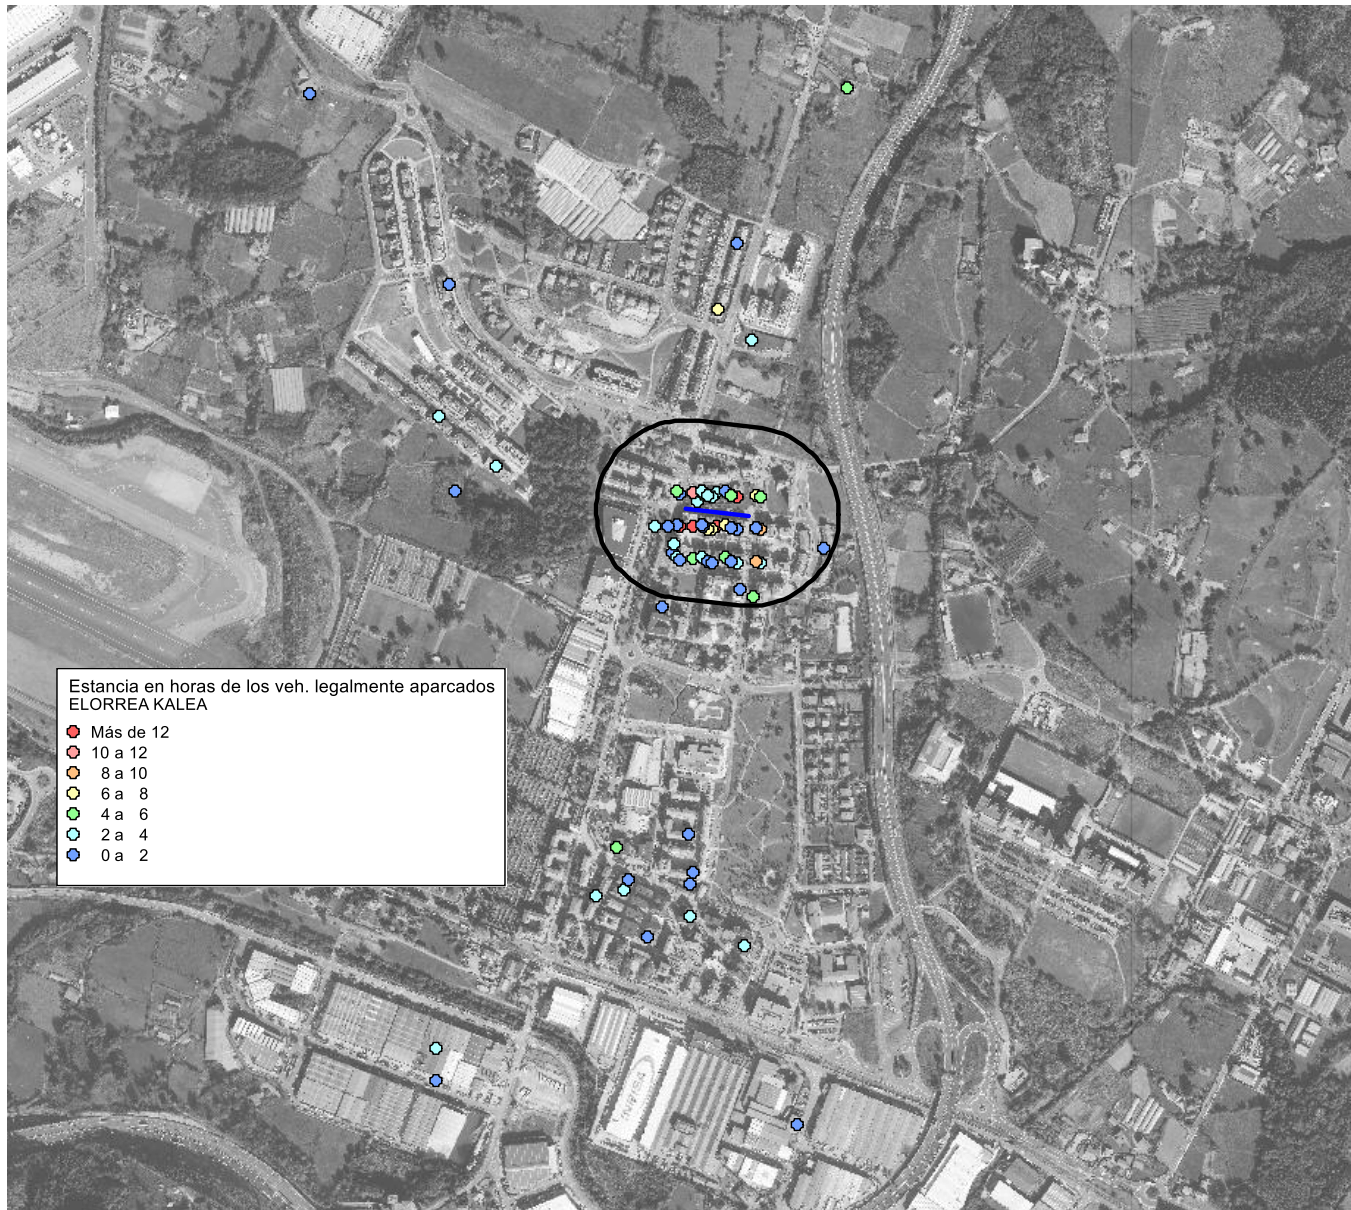 Estancia en horas de los veh. legalmente aparcados
ELORREA KALEA
Más de 12
10 a 12
8 a 10
6 a 8
4 a 6
2 a 4
0 a 2